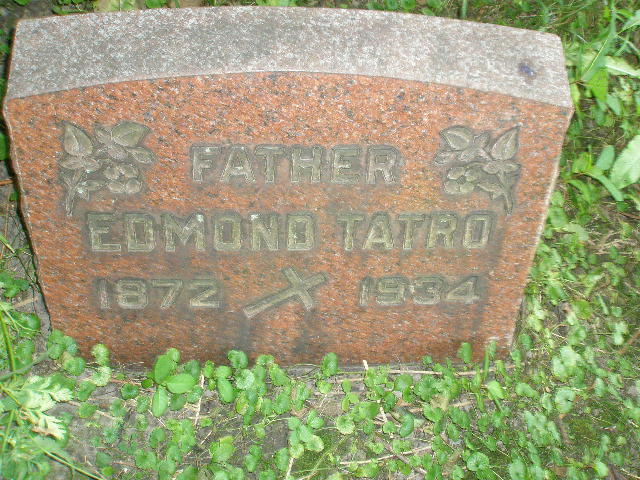 FATHER
EDMOND TATRO
1872 1934